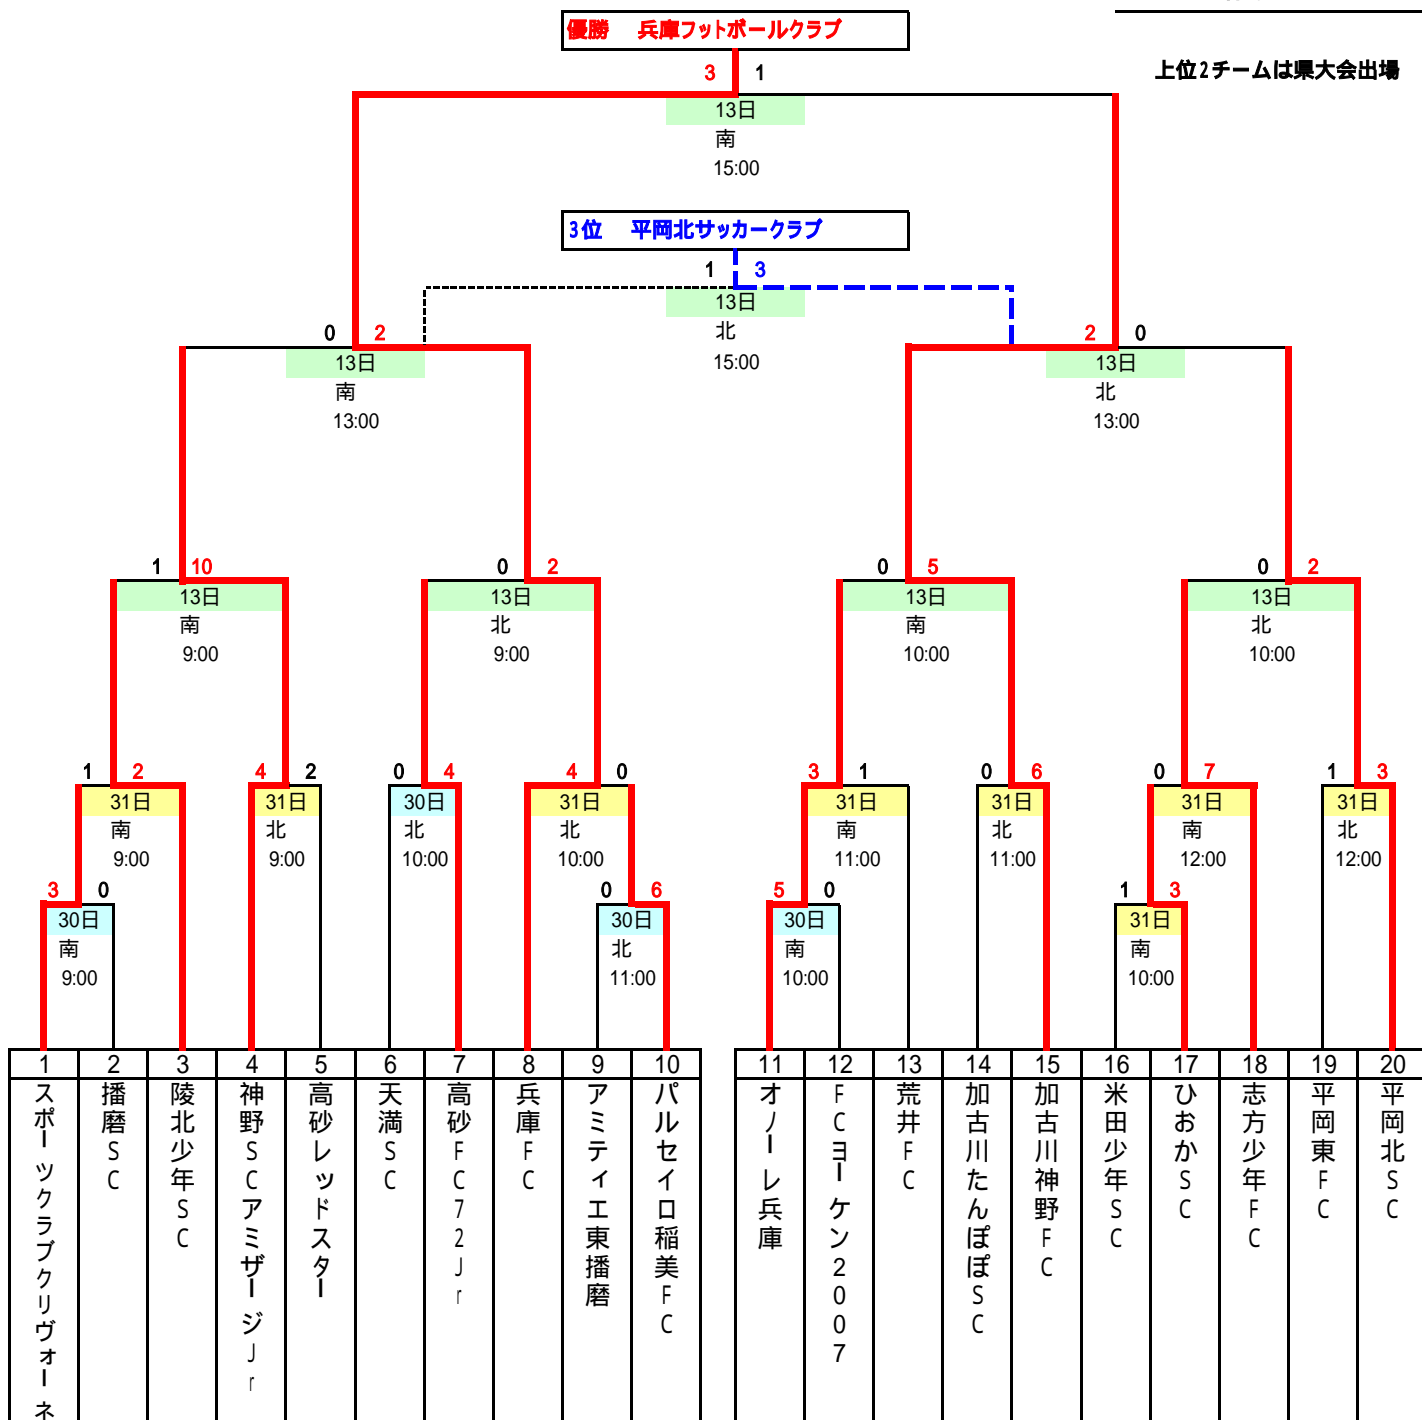 優勝　兵庫フットボールクラブ
上位2チームは県大会出場
3 1
13日
南
15:00
3位　平岡北サッカークラブ
1 3
13日
北
15:00
0 2
13日
南
13:00
2 0
13日
北
13:00
1 10
13日
南
9:00
0 2
13日
北
9:00
0 5
13日
南
10:00
0 2
13日
北
10:00
1 2
31日
南
9:00
4 2
31日
北
9:00
0 4
30日
北
10:00
4 0
31日
北
10:00
3 1
31日
南
11:00
0 6
31日
北
11:00
0 7
31日
南
12:00
1 3
31日
北
12:00
3 0
30日
南
9:00
0 6
30日
北
11:00
5 0
30日
南
10:00
1 3
31日
南
10:00
1 スポーツクラブクリヴォーネ
2 播磨SC
3 陵北少年SC
4 神野SCアミザージJr
5 高砂レッドスター
6 天満SC
7 高砂FC72Jr
8 兵庫FC
9 アミティエ東播磨
10 パルセイロ稲美FC
11 オノーレ兵庫
12 FCヨーケン2007
13 荒井FC
14 加古川たんぽぽSC
15 加古川神野FC
16 米田少年SC
17 ひおかSC
18 志方少年FC
19 平岡東FC
20 平岡北SC